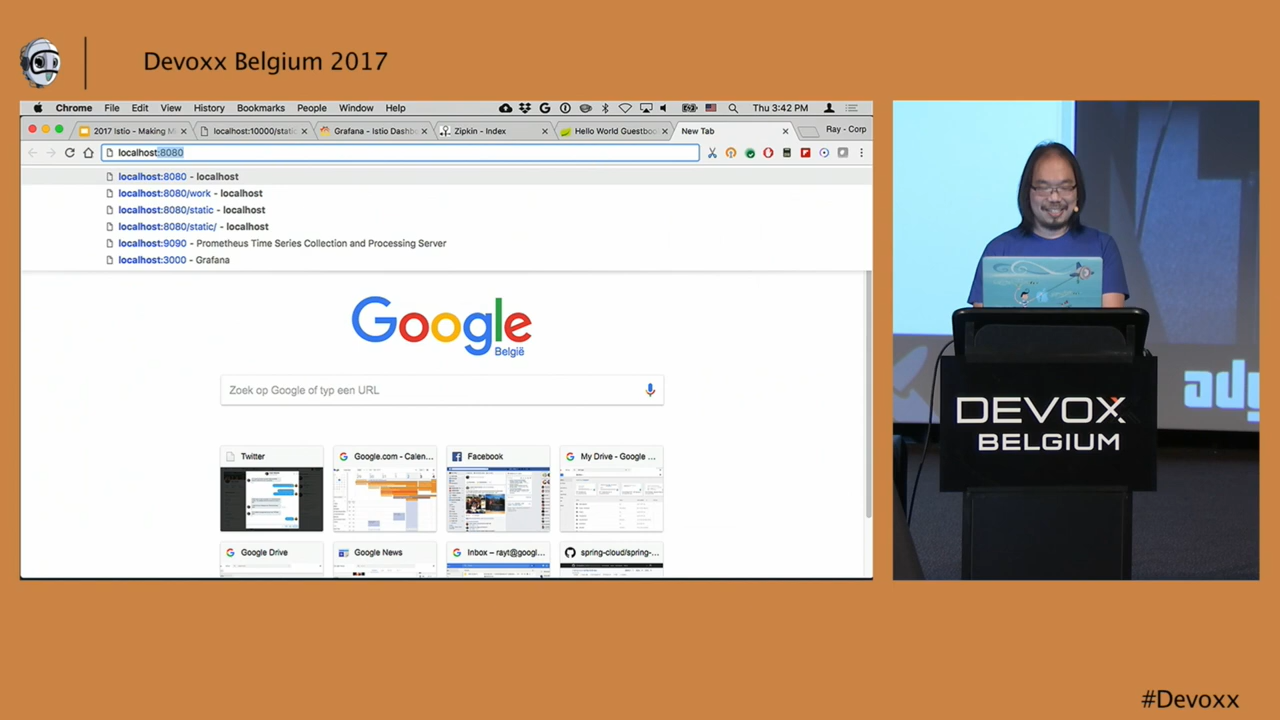 Devoxx Belgium 2017
Chrome File Edit View History Bookmarks People Window Help Thu 3:42 PM
2017 Istio - Making M localhost:10000/static Grafana - Istio Dashb Zipkin - Index Hello World Guestboo New Tab Ray - Corp
localhost:8080
localhost:8080 - localhost
localhost:8080/work - localhost
localhost:8080/static - localhost
localhost:8080/static/ - localhost
localhost:9090 - Prometheus Time Series Collection and Processing Server
localhost:3000 - Grafana
Google
België
Zoek op Google of typ een URL
Twitter Google.com - Calen... Facebook My Drive - Google ...
Google Drive Google News Inbox – rayt@googl... spring-cloud/spring-...
ady
DEVOXX
BELGIUM
#Devoxx